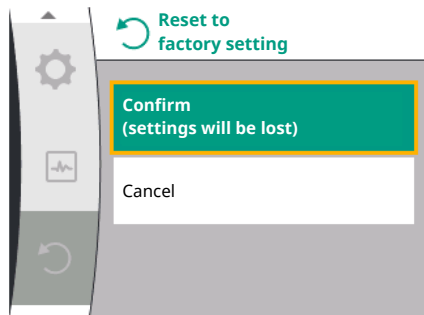 Reset to
factory setting
Confirm
(settings will be lost)
Cancel